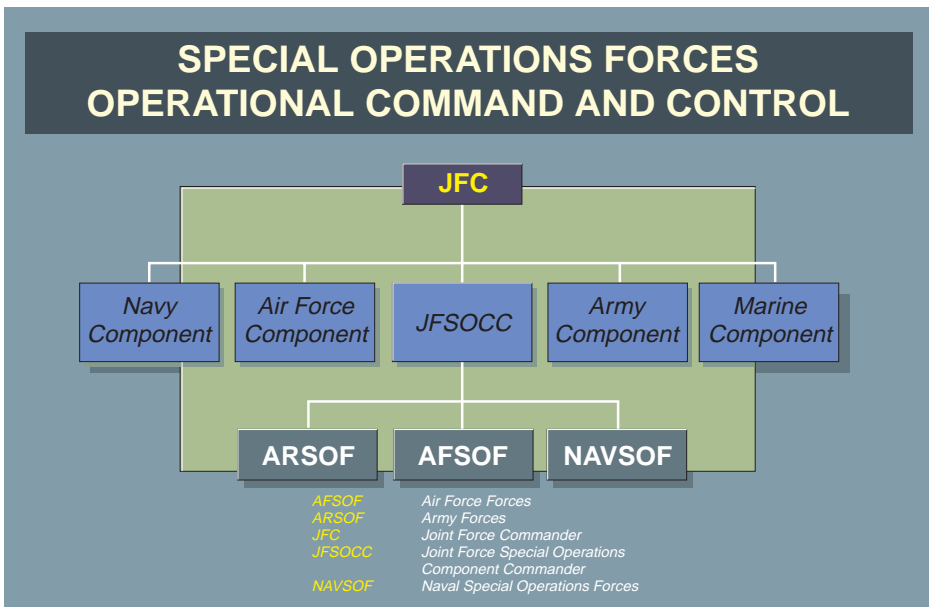 SPECIAL OPERATIONS FORCES
OPERATIONAL COMMAND AND CONTROL
JFC
Navy
Component
Air Force
Component
JFSOCC
Army
Component
Marine
Component
ARSOF
AFSOF
NAVSOF
AFSOF Air Force Forces
ARSOF Army Forces
JFC Joint Force Commander
JFSOCC Joint Force Special Operations
Component Commander
NAVSOF Naval Special Operations Forces